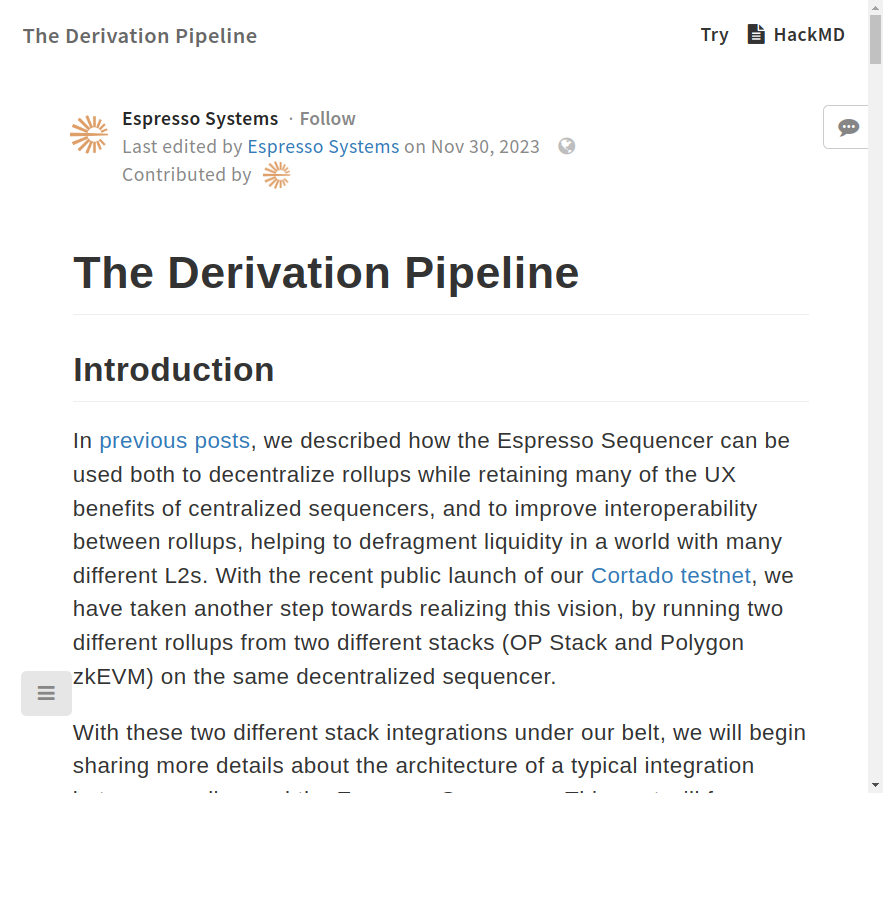 The Derivation Pipeline
Try HackMD
Espresso Systems · Follow
Last edited by Espresso Systems on Nov 30, 2023
Contributed by
The Derivation Pipeline
Introduction
In previous posts, we described how the Espresso Sequencer can be
used both to decentralize rollups while retaining many of the UX
benefits of centralized sequencers, and to improve interoperability
between rollups, helping to defragment liquidity in a world with many
different L2s. With the recent public launch of our Cortado testnet, we
have taken another step towards realizing this vision, by running two
different rollups from two different stacks (OP Stack and Polygon
zkEVM) on the same decentralized sequencer.
With these two different stack integrations under our belt, we will begin
sharing more details about the architecture of a typical integration